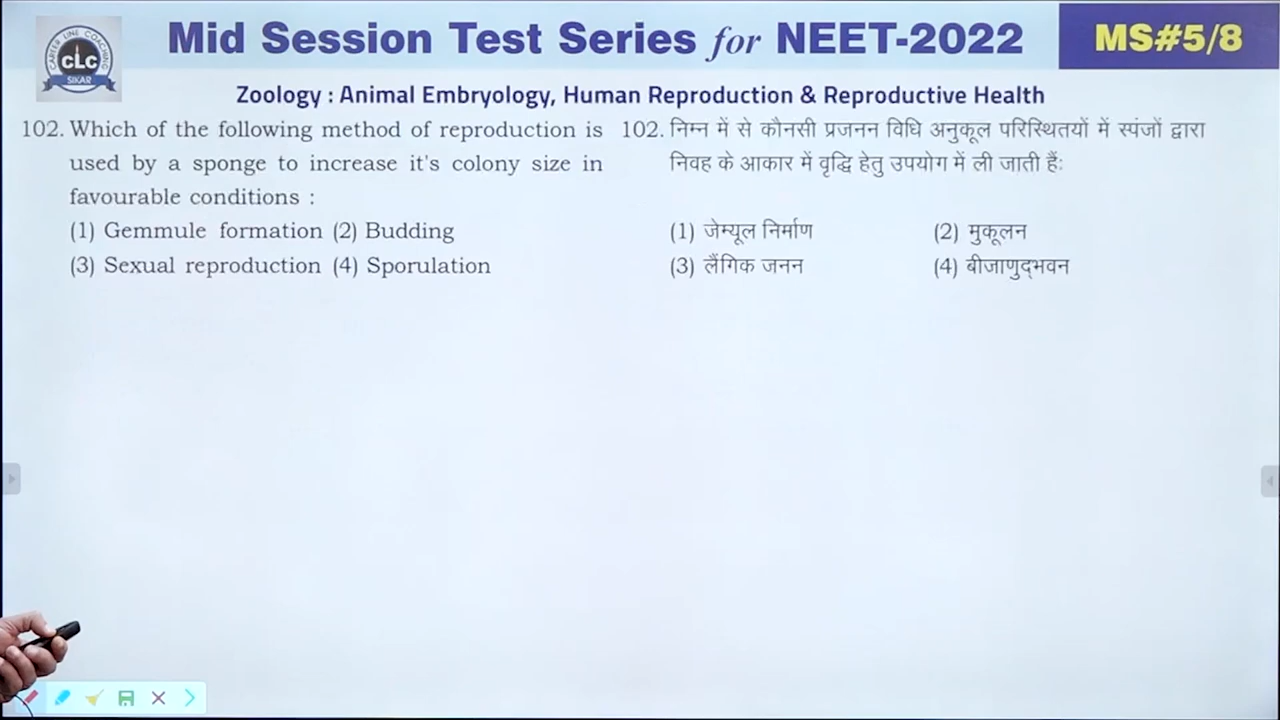 CAREER LINE COACHING
CLC
SIKAR
Mid Session Test Series for NEET-2022
MS#5/8
Zoology : Animal Embryology, Human Reproduction & Reproductive Health
102. Which of the following method of reproduction is
used by a sponge to increase it's colony size in
favourable conditions :
(1) Gemmule formation (2) Budding
(3) Sexual reproduction (4) Sporulation
102. निम्न में से कौनसी प्रजनन विधि अनुकूल परिस्थितयों में स्पंजों द्वारा
निवह के आकार में वृद्धि हेतु उपयोग में ली जाती हैं:
(1) जेम्यूल निर्माण (2) मुकूलन
(3) लैंगिक जनन (4) बीजाणुद्भवन